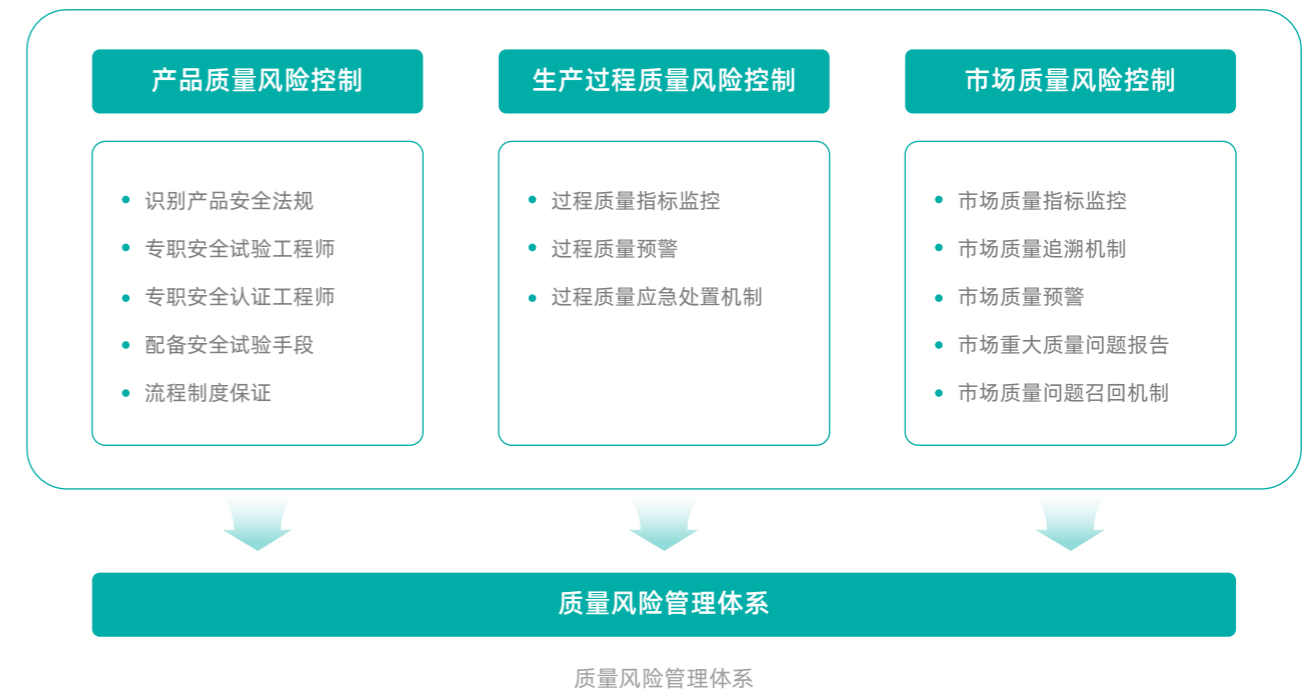 产品质量风险控制
识别产品安全法规
专职安全试验工程师
专职安全认证工程师
配备安全试验手段
流程制度保证
生产过程质量风险控制
过程质量指标监控
过程质量预警
过程质量应急处置机制
市场质量风险控制
市场质量指标监控
市场质量追溯机制
市场质量预警
市场重大质量问题报告
市场质量问题召回机制
质量风险管理体系
质量风险管理体系